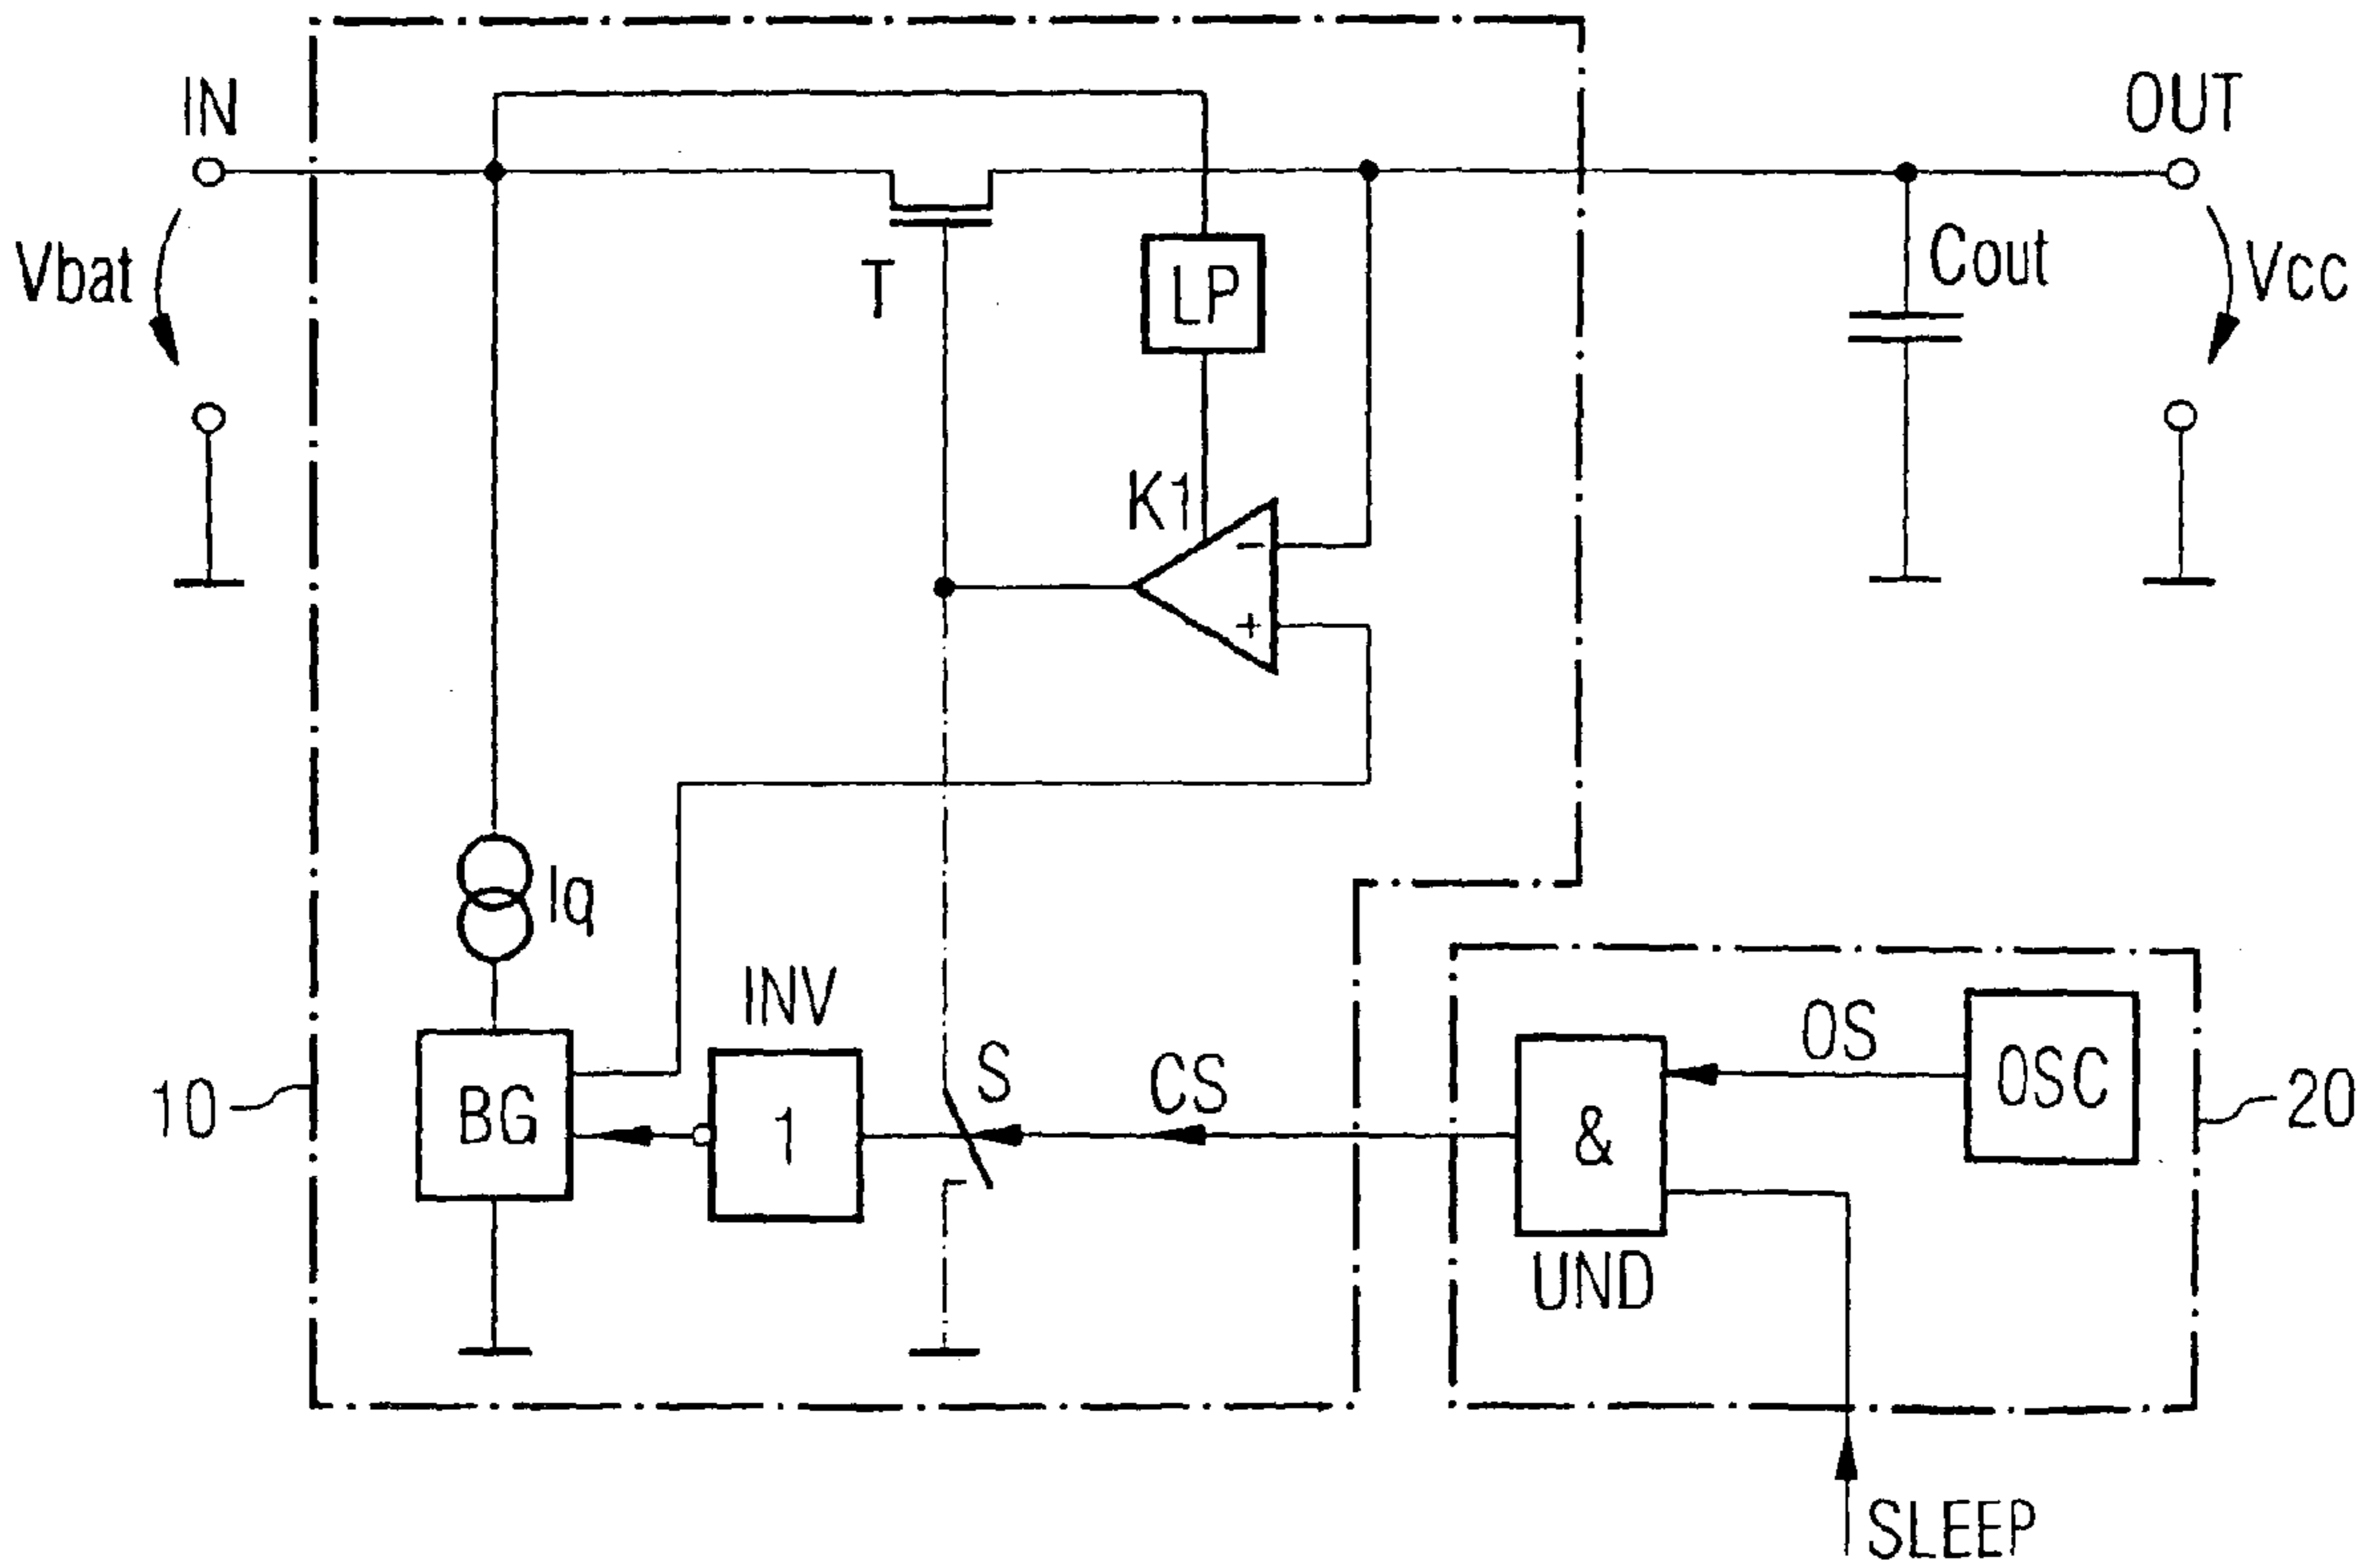 IN
OUT
Vbat
T
LP
Cout
Vcc
K1
−
+
Iq
INV
S
CS
OS
OSC
10
BG
1
&
20
UND
SLEEP